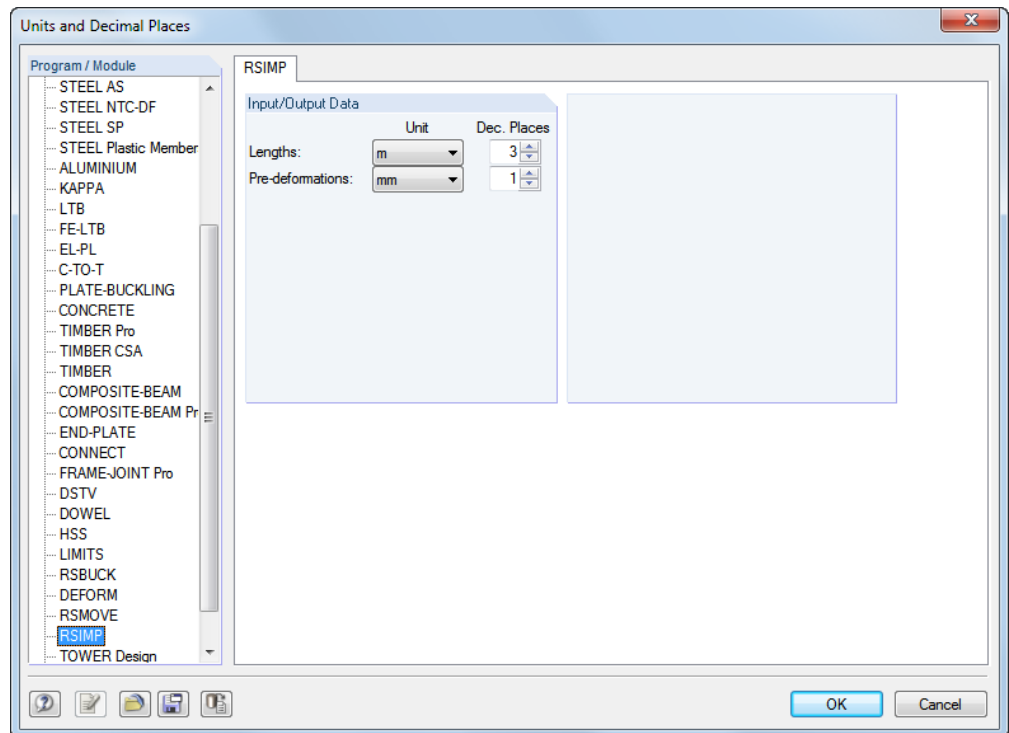 Units and Decimal Places
Program / Module
STEEL AS
STEEL NTC-DF
STEEL SP
STEEL Plastic Member
ALUMINIUM
KAPPA
LTB
FE-LTB
EL-PL
C-TO-T
PLATE-BUCKLING
CONCRETE
TIMBER Pro
TIMBER CSA
TIMBER
COMPOSITE-BEAM
COMPOSITE-BEAM Pr
END-PLATE
CONNECT
FRAME-JOINT Pro
DSTV
DOWEL
HSS
LIMITS
RSBUCK
DEFORM
RSMOVE
RSIMP
TOWER Design
RSIMP
Input/Output Data
Unit Dec. Places
Lengths: m 3
Pre-deformations: mm 1
OK Cancel